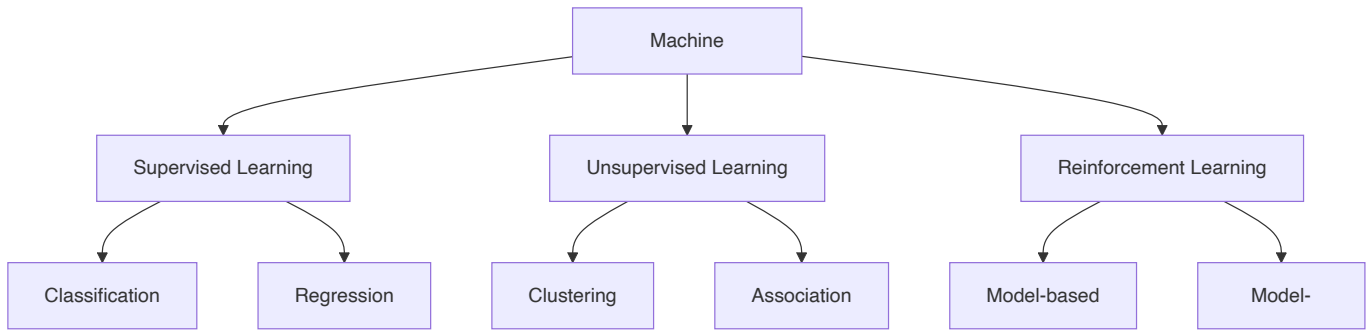 Machine
Supervised Learning
Unsupervised Learning
Reinforcement Learning
Classification
Regression
Clustering
Association
Model-based
Model-